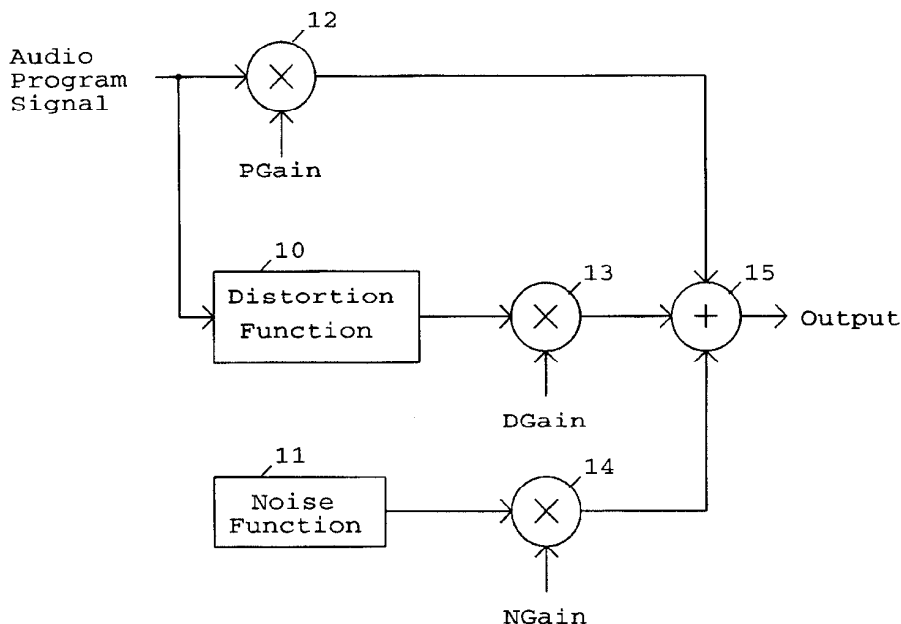 12
Audio
Program
Signal
PGain
10
Distortion
Function
13
15
Output
DGain
11
Noise
Function
14
NGain